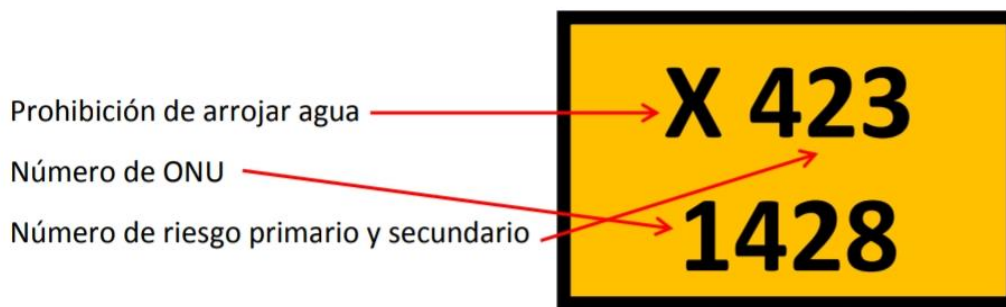 Prohibición de arrojar agua
Número de ONU
Número de riesgo primario y secundario
X 423
1428